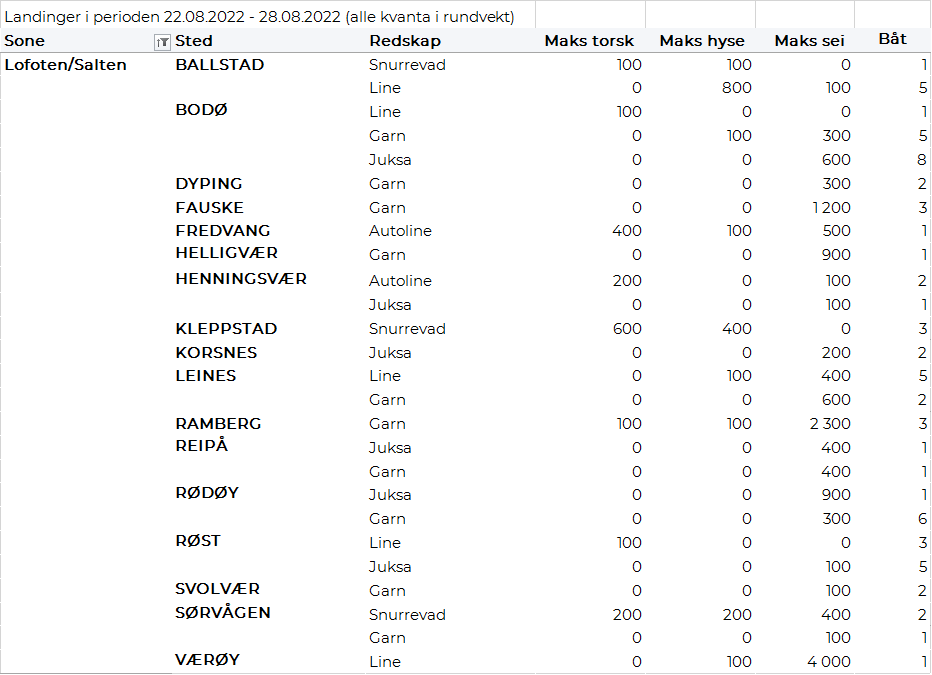 Landinger i perioden 22.08.2022 - 28.08.2022 (alle kvanta i rundvekt)
Sone Sted Redskap Maks torsk Maks hyse Maks sei Båt
Lofoten/Salten BALLSTAD Snurrevad 100 100 0 1
Line 0 800 100 5
BODØ Line 100 0 0 1
Garn 0 100 300 5
Juksa 0 0 600 8
DYPING Garn 0 0 300 2
FAUSKE Garn 0 0 1 200 3
FREDVANG Autoline 400 100 500 1
HELLIGVÆR Garn 0 0 900 1
HENNINGSVÆR Autoline 200 0 100 2
Juksa 0 0 100 1
KLEPPSTAD Snurrevad 600 400 0 3
KORSNES Juksa 0 0 200 2
LEINES Line 0 100 400 5
Garn 0 0 600 2
RAMBERG Garn 100 100 2 300 3
REIPÅ Juksa 0 0 400 1
Garn 0 0 400 1
RØDØY Juksa 0 0 900 1
Garn 0 0 300 6
RØST Line 100 0 0 3
Juksa 0 0 100 5
SVOLVÆR Garn 0 0 100 2
SØRVÅGEN Snurrevad 200 200 400 2
Garn 0 0 100 1
VÆRØY Line 0 100 4 000 1